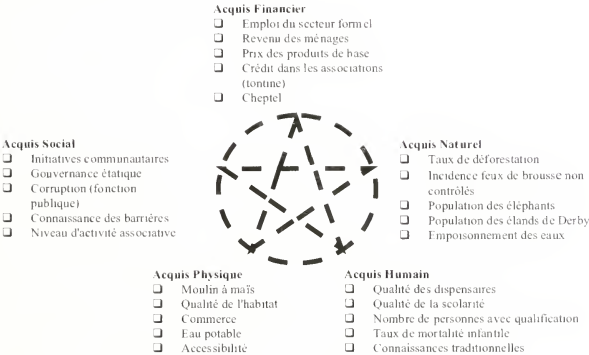 Acquis Financier
❑ Emploi du secteur formel
❑ Revenu des ménages
❑ Prix des produits de base
❑ Crédit dans les associations
(tontine)
❑ Cheptel
Acquis Social
❑ Initiatives communautaires
❑ Gouvernance étatique
❑ Corruption (fonction
publique)
❑ Connaissance des barrières
❑ Niveau d'activité associative
Acquis Naturel
❑ Taux de déforestation
❑ Incidence feux de brousse non
contrôlés
❑ Population des éléphants
❑ Population des élands de Derby
❑ Empoisonnement des eaux
Acquis Physique
❑ Moulin à maïs
❑ Qualité de l'habitat
❑ Commerce
❑ Eau potable
❑ Accessibilité
Acquis Humain
❑ Qualité des dispensaires
❑ Qualité de la scolarité
❑ Nombre de personnes avec qualification
❑ Taux de mortalité infantile
❑ Connaissances traditionnelles